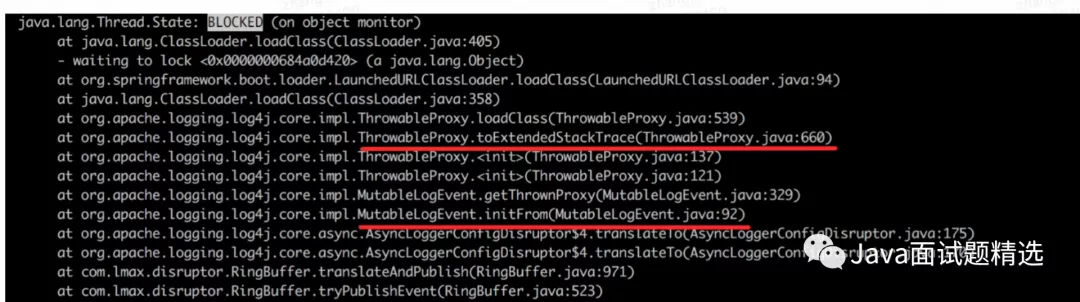 java.lang.Thread.State: BLOCKED (on object monitor)
at java.lang.ClassLoader.loadClass(ClassLoader.java:405)
- waiting to lock <0x0000000684a0d420> (a java.lang.Object)
at org.springframework.boot.loader.LaunchedURLClassLoader.loadClass(LaunchedURLClassLoader.java:94)
at java.lang.ClassLoader.loadClass(ClassLoader.java:358)
at org.apache.logging.log4j.core.impl.ThrowableProxy.loadClass(ThrowableProxy.java:539)
at org.apache.logging.log4j.core.impl.ThrowableProxy.toExtendedStackTrace(ThrowableProxy.java:660)
at org.apache.logging.log4j.core.impl.ThrowableProxy.<init>(ThrowableProxy.java:137)
at org.apache.logging.log4j.core.impl.ThrowableProxy.<init>(ThrowableProxy.java:121)
at org.apache.logging.log4j.core.impl.MutableLogEvent.getThrownProxy(MutableLogEvent.java:329)
at org.apache.logging.log4j.core.impl.MutableLogEvent.initFrom(MutableLogEvent.java:92)
at org.apache.logging.log4j.core.async.AsyncLoggerConfigDisruptor$4.translateTo(AsyncLoggerConfigDisruptor.java:175)
at org.apache.logging.log4j.core.async.AsyncLoggerConfigDisruptor$4.translateTo(AsyncLoggerConfigD
at com.lmax.disruptor.RingBuffer.translateAndPublish(RingBuffer.java:971)
at com.lmax.disruptor.RingBuffer.tryPublishEvent(RingBuffer.java:523)
Java面试题精选